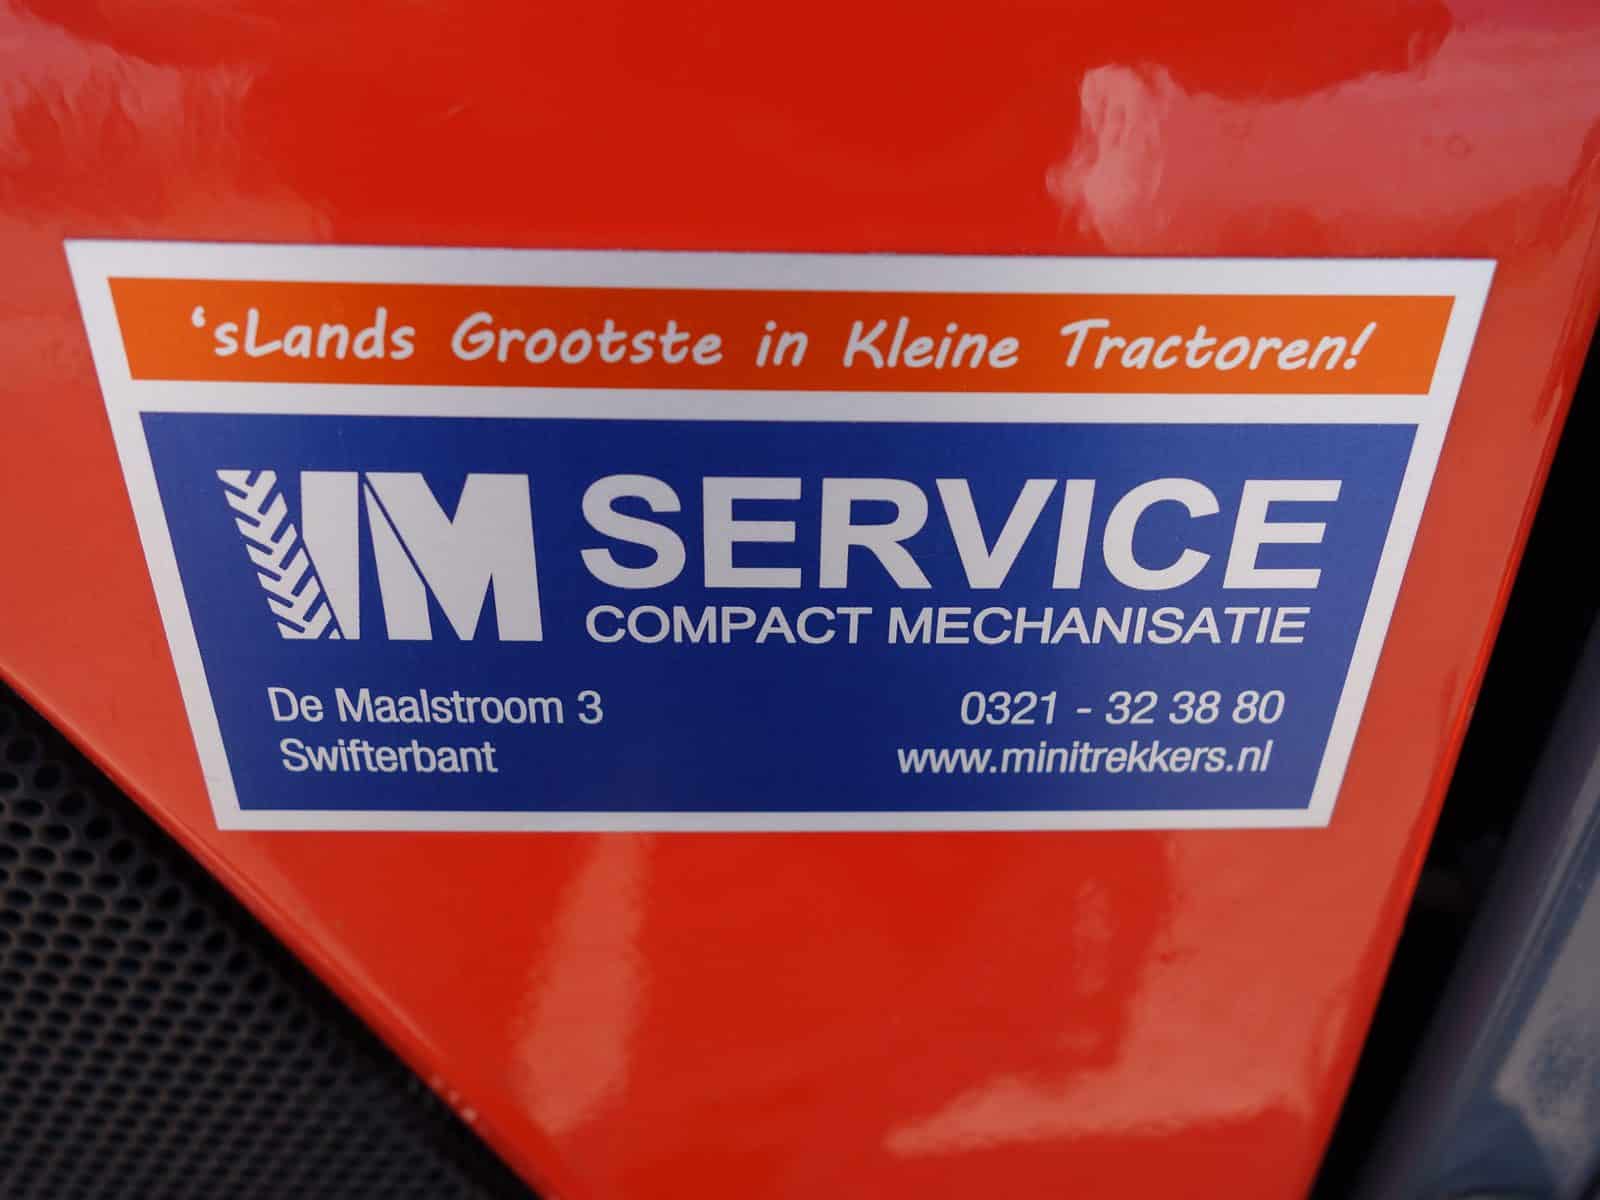 ‘sLands Grootste in Kleine Tractoren!
IM SERVICE
COMPACT MECHANISATIE
De Maalstroom 3
Swifterbant
0321 - 32 38 80
www.minitrekkers.nl